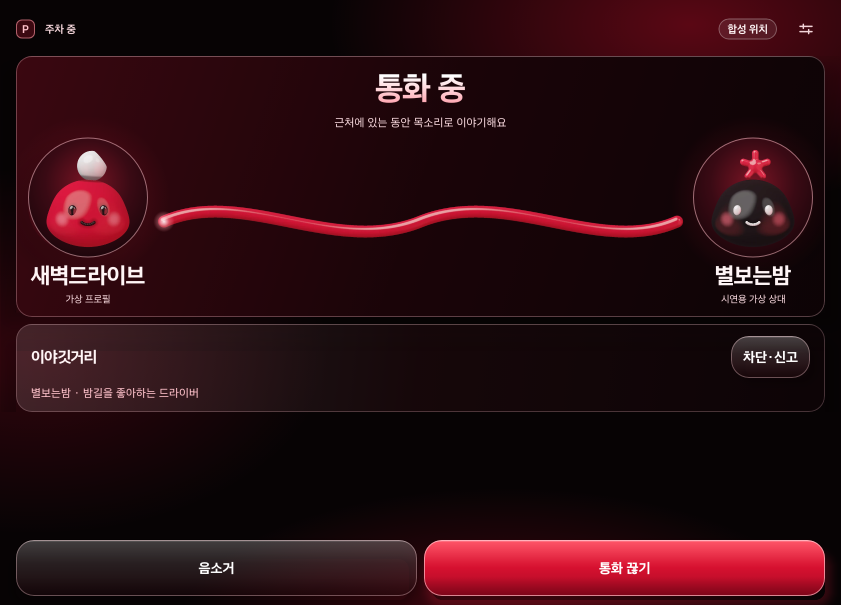 P 주차 중
합성 위치
통화 중
근처에 있는 동안 목소리로 이야기해요
새벽드라이브
가상 프로필
별보는밤
시연용 가상 상대
이야깃거리
차단·신고
별보는밤 · 밤길을 좋아하는 드라이버
음소거
통화 끊기